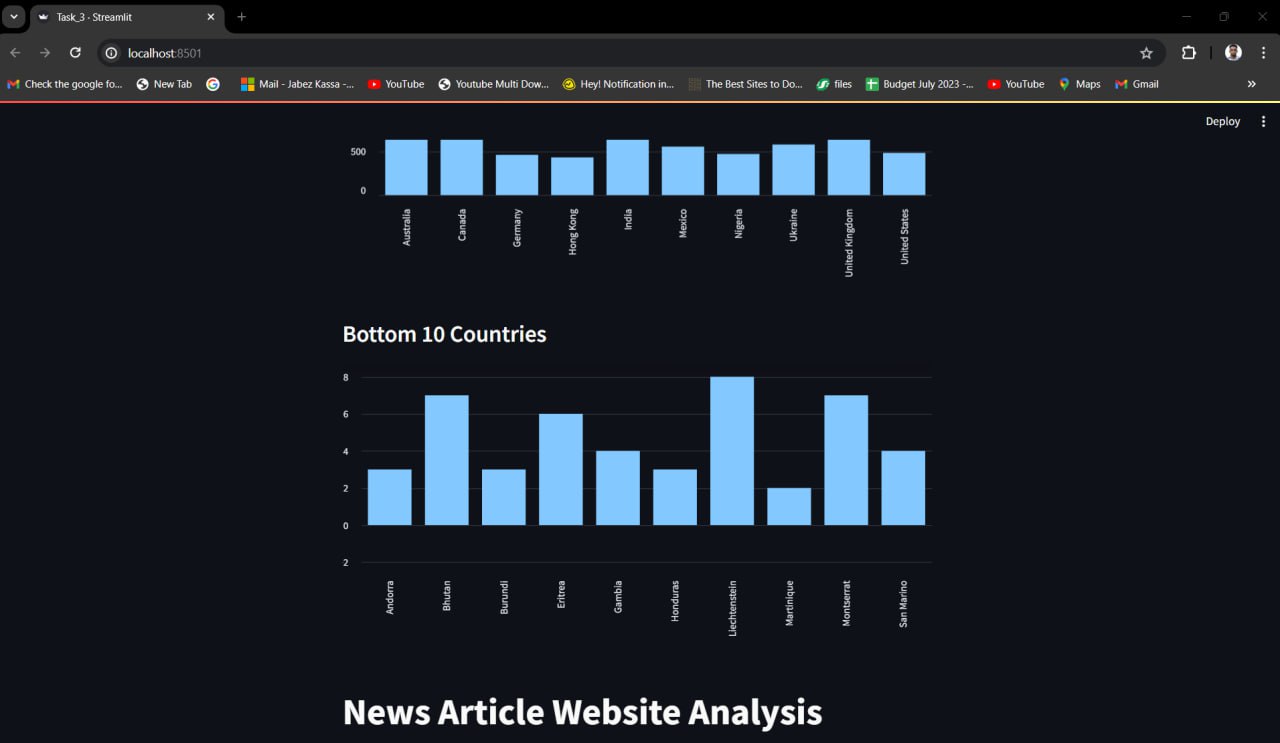 Task_3 · Streamlit
localhost:8501
Check the google fo... New Tab Mail - Jabez Kassa -... YouTube Youtube Multi Dow... Hey! Notification in... The Best Sites to Do... files Budget July 2023 -... YouTube Maps Gmail
Deploy
500
0
Australia Canada Germany Hong Kong India Mexico Nigeria Ukraine United Kingdom United States
Bottom 10 Countries
8
6
4
2
0
2
Andorra Bhutan Burundi Eritrea Gambia Honduras Liechtenstein Martinique Montserrat San Marino
News Article Website Analysis